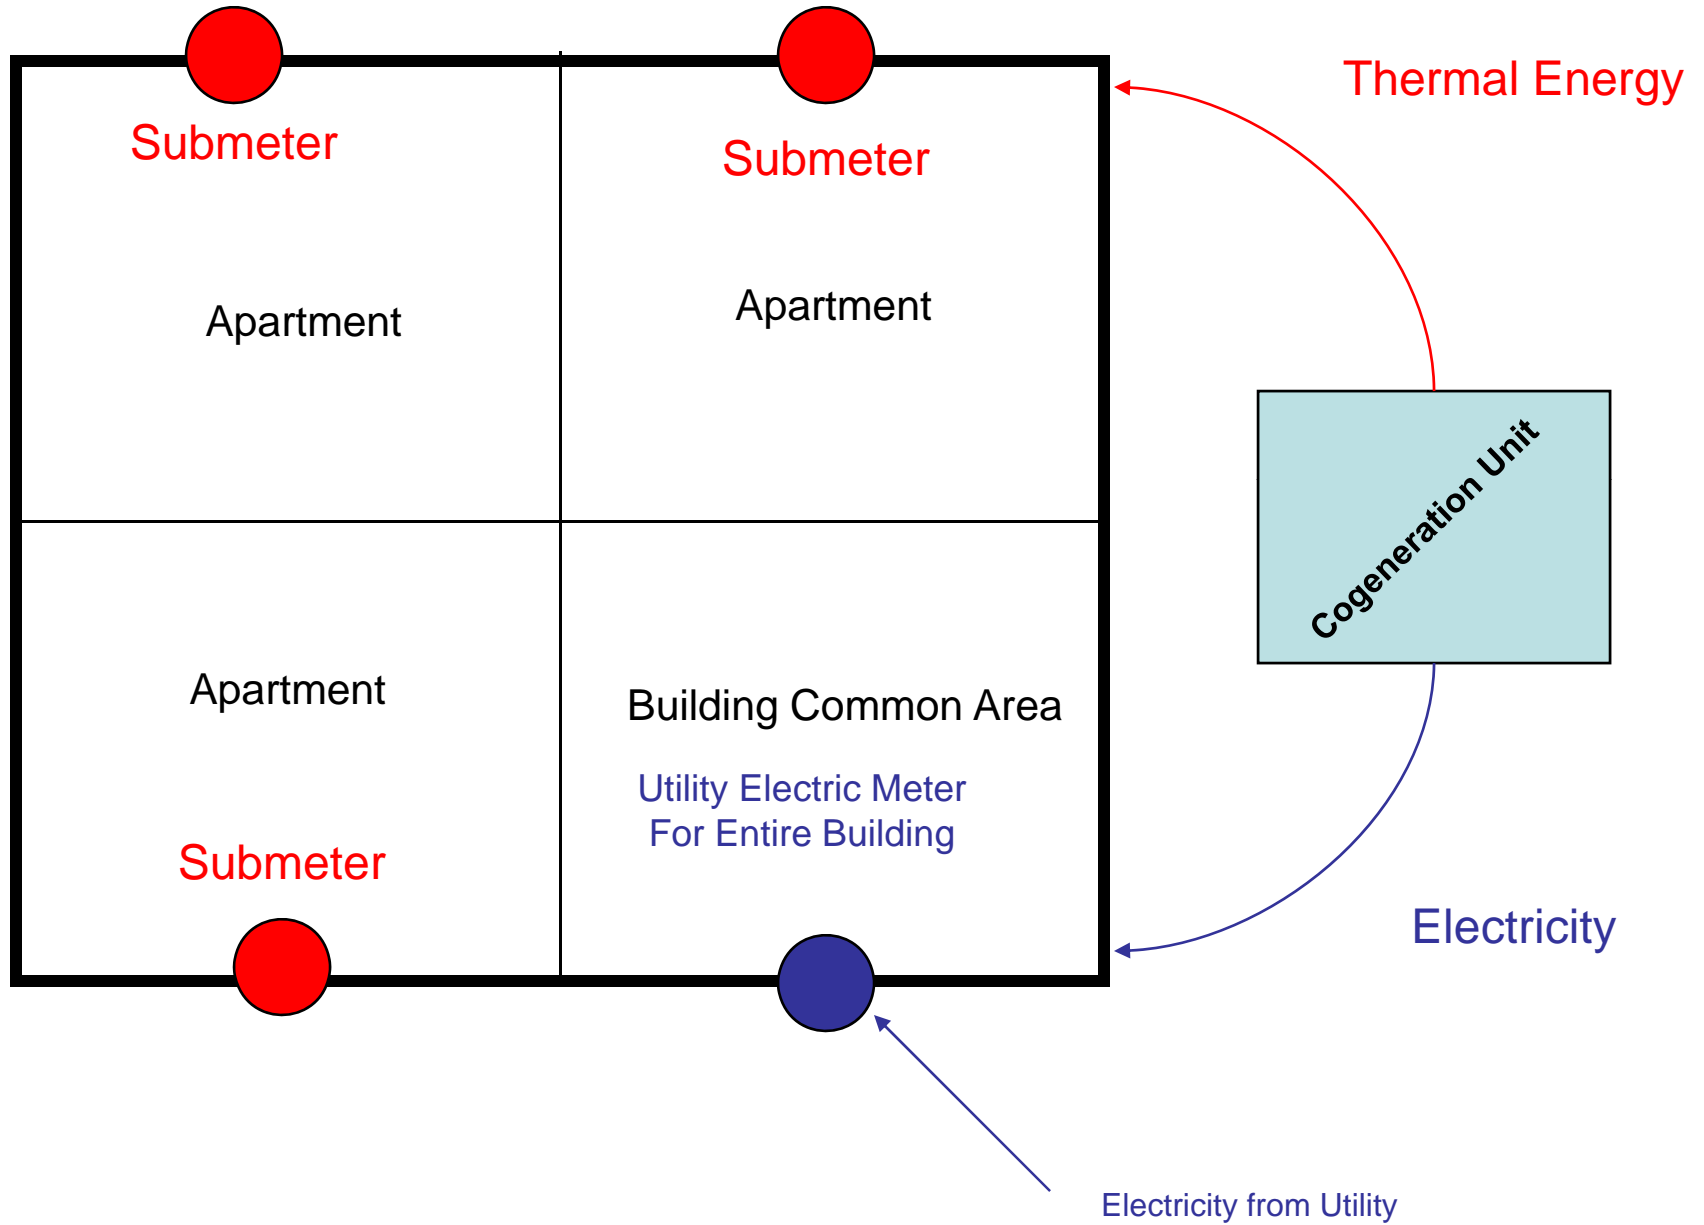 Thermal Energy
Submeter
Submeter
Apartment
Apartment
Cogeneration Unit
Apartment
Building Common Area
Utility Electric Meter
For Entire Building
Submeter
Electricity
Electricity from Utility